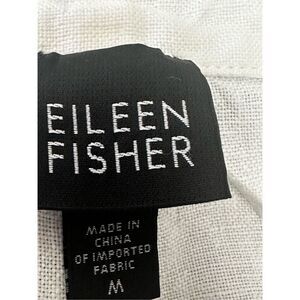 EILEEN
FISHER
MADE IN
CHINA
OF IMPORTED
FABRIC
M